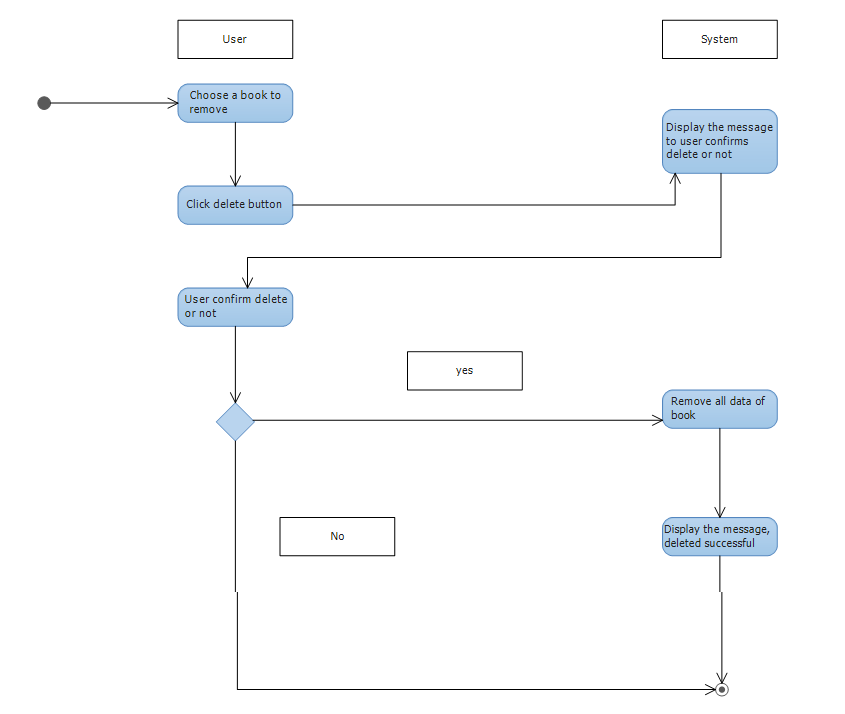 User
System
Choose a book to
remove
Display the message
to user confirms
delete or not
Click delete button
User confirm delete
or not
yes
Remove all data of
book
No
Display the message,
deleted successful